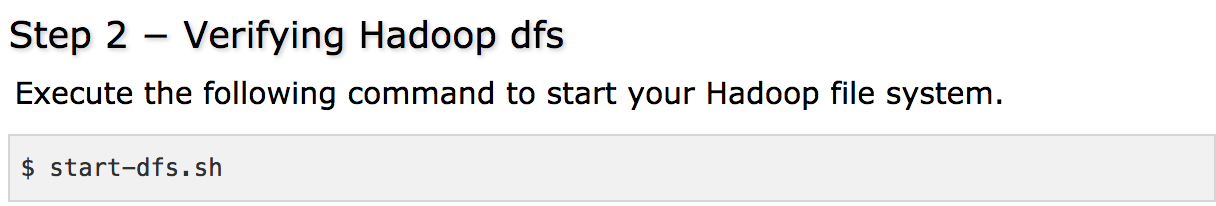 Step 2 − Verifying Hadoop dfs
Execute the following command to start your Hadoop file system.
$ start-dfs.sh